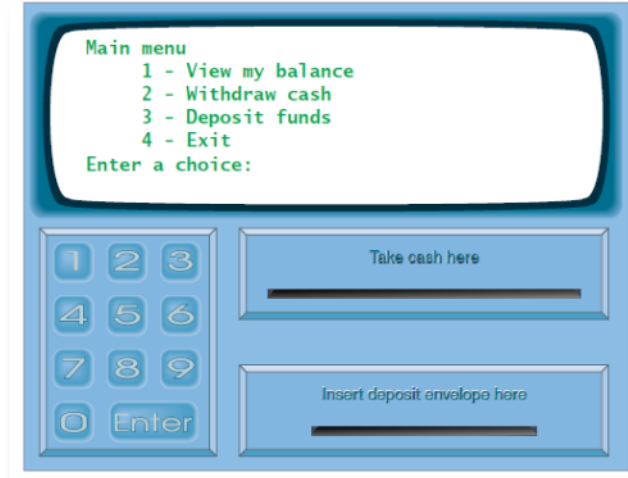 Main menu
1 - View my balance
2 - Withdraw cash
3 - Deposit funds
4 - Exit
Enter a choice:
1 2 3
Take cash here
4 5 6
7 8 9
Insert deposit envelope here
0 Enter